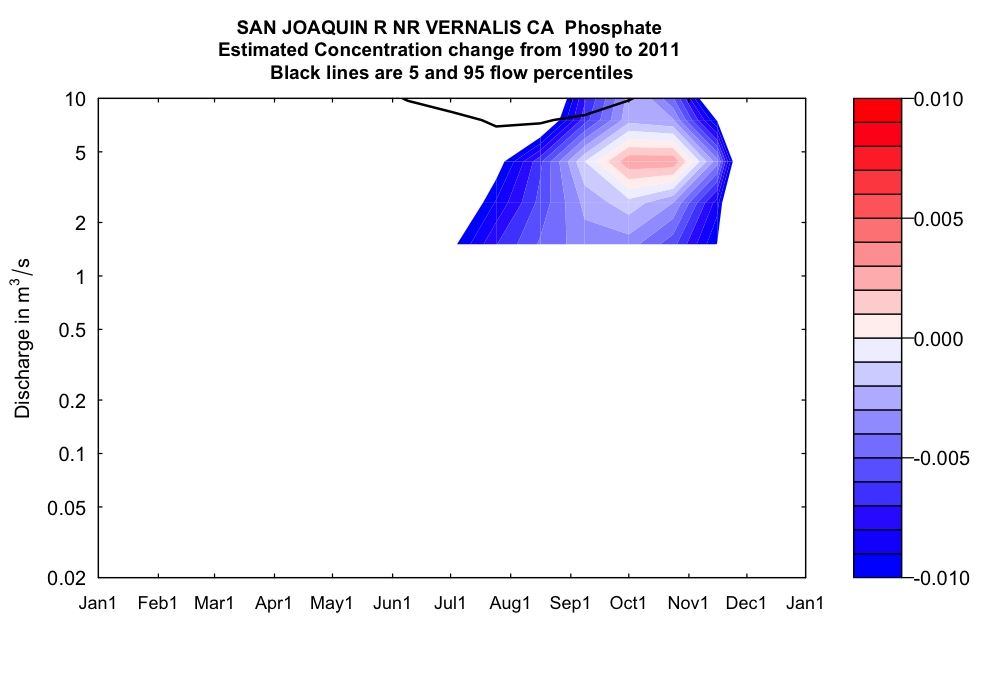 SAN JOAQUIN R NR VERNALIS CA  Phosphate
Estimated Concentration change from 1990 to 2011
Black lines are 5 and 95 flow percentiles
Discharge in m³/s
10
5
2
1
0.5
0.2
0.1
0.05
0.02
Jan1 Feb1 Mar1 Apr1 May1 Jun1 Jul1 Aug1 Sep1 Oct1 Nov1 Dec1 Jan1
0.010
0.005
0.000
-0.005
-0.010